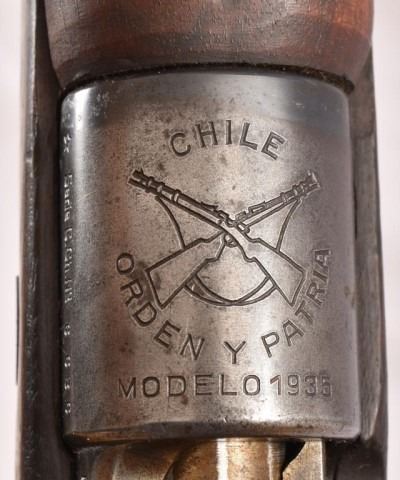 CHILE
ORDEN Y PATRIA
MODELO 1935